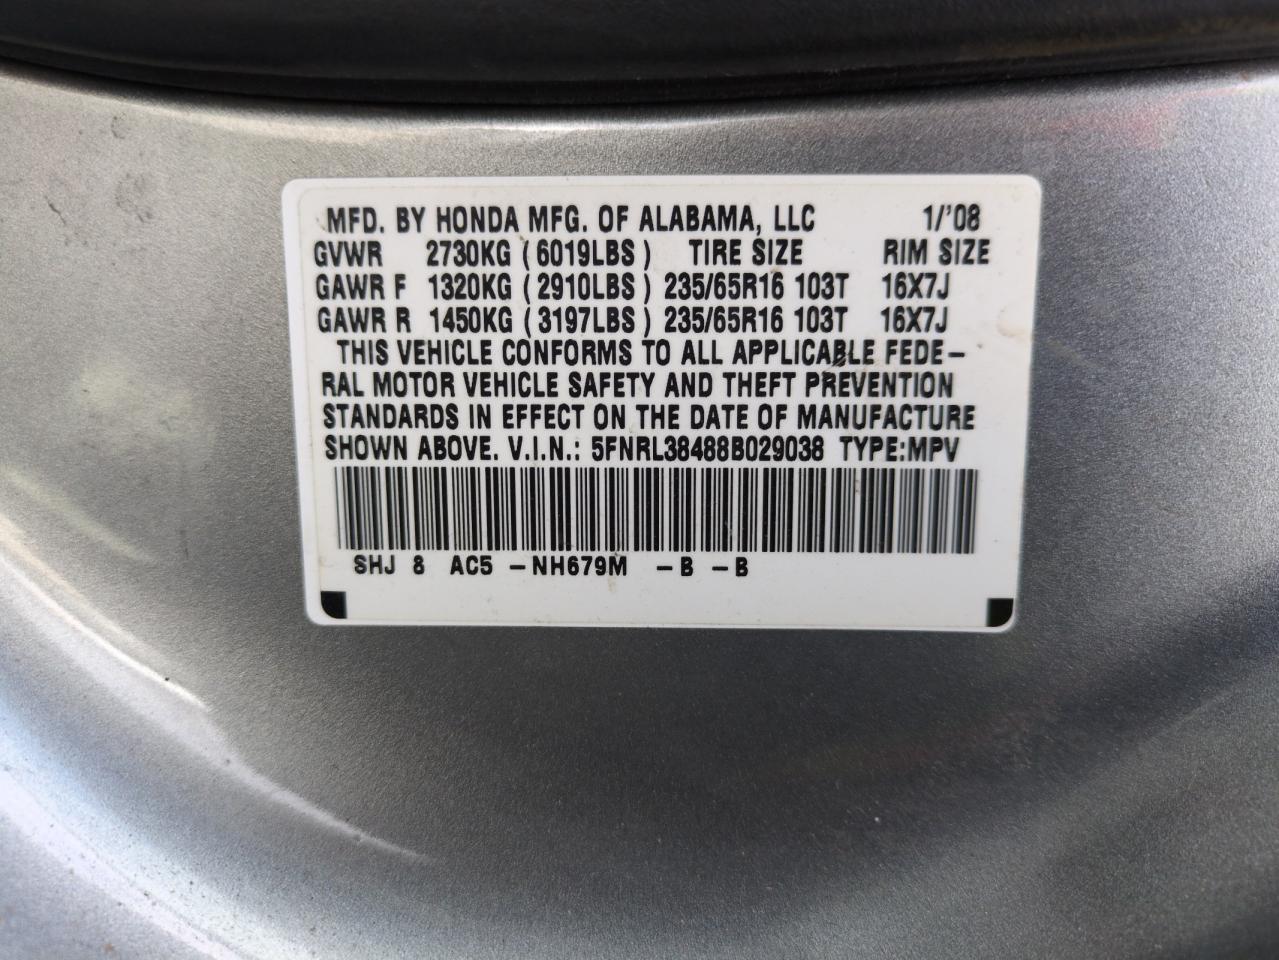 MFD. BY HONDA MFG. OF ALABAMA, LLC 1/'08
GVWR 2730KG (6019LBS) TIRE SIZE RIM SIZE
GAWR F 1320KG (2910LBS) 235/65R16 103T 16X7J
GAWR R 1450KG (3197LBS) 235/65R16 103T 16X7J
THIS VEHICLE CONFORMS TO ALL APPLICABLE FEDE-
RAL MOTOR VEHICLE SAFETY AND THEFT PREVENTION
STANDARDS IN EFFECT ON THE DATE OF MANUFACTURE
SHOWN ABOVE. V.I.N.: 5FNRL38488B029038 TYPE:MPV
SHJ 8 AC5 -NH679M -B -B